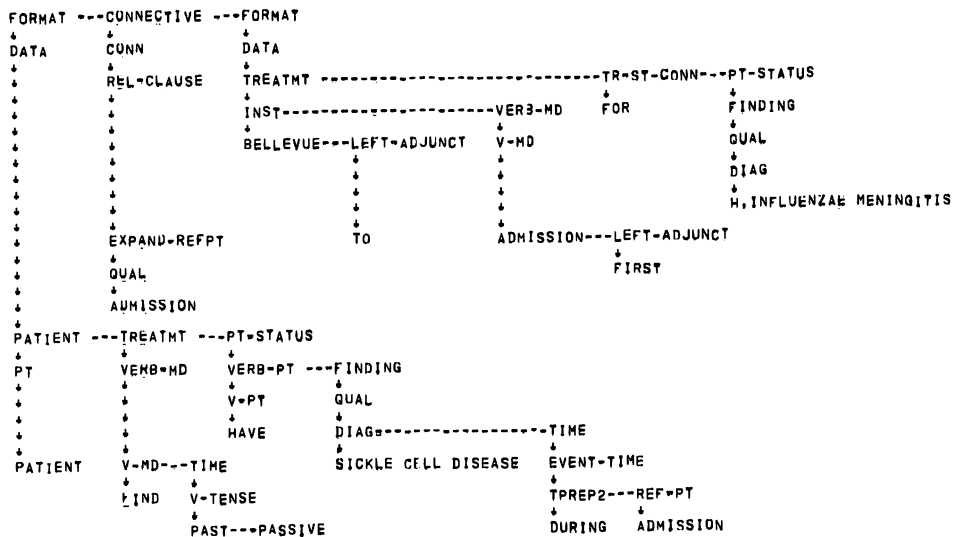 FORMAT ---CONNECTIVE ---FORMAT
DATA CONN DATA
REL-CLAUSE TREATMT ------------------------------TR-ST-CONN---PT-STATUS
INST----------------------VERB-MD FOR FINDING
BELLEVUE---LEFT-ADJUNCT V-MD QUAL
DIAG
H.INFLUENZAE MENINGITIS
EXPAND-REFPT TO ADMISSION---LEFT-ADJUNCT
QUAL FIRST
ADMISSION
PATIENT ---TREATMT ---PT-STATUS
PT VERB-MD VERB-PT ---FINDING
V-PT QUAL
HAVE DIAG------------------TIME
PATIENT V-MD---TIME SICKLE CELL DISEASE EVENT-TIME
FIND V-TENSE TPREP2---REF-PT
PAST---PASSIVE DURING ADMISSION